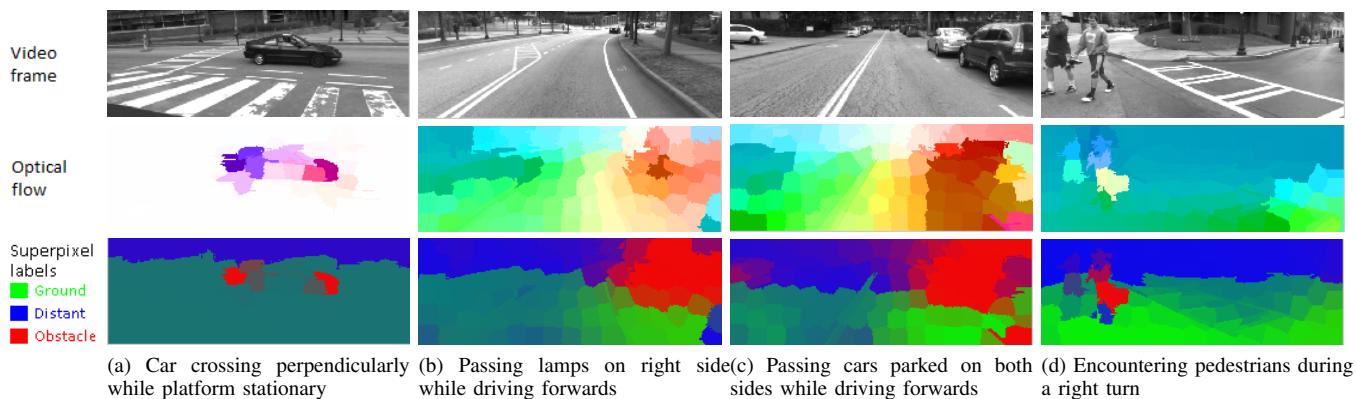 Video
frame
Optical
flow
Superpixel
labels
Ground
Distant
Obstacle
(a) Car crossing perpendicularly
while platform stationary
(b) Passing lamps on right side
while driving forwards
(c) Passing cars parked on both
sides while driving forwards
(d) Encountering pedestrians during
a right turn